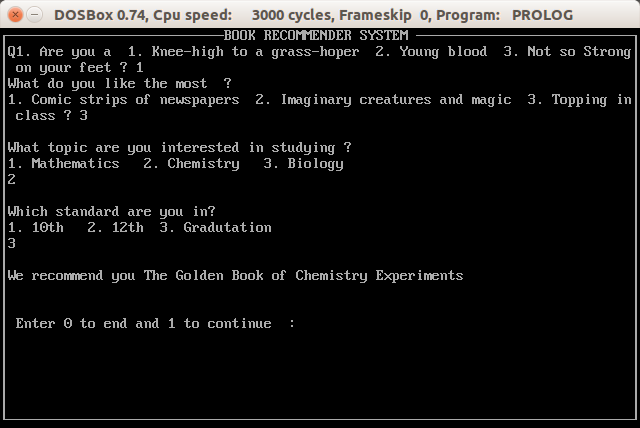 DOSBox 0.74, Cpu speed:    3000 cycles, Frameskip  0, Program:   PROLOG
BOOK RECOMMENDER SYSTEM
Q1. Are you a  1. Knee-high to a grass-hoper  2. Young blood  3. Not so Strong
 on your feet ? 1
What do you like the most  ?
1. Comic strips of newspapers  2. Imaginary creatures and magic  3. Topping in
 class ? 3
What topic are you interested in studying ?
1. Mathematics   2. Chemistry   3. Biology
2
Which standard are you in?
1. 10th   2. 12th  3. Gradutation
3
We recommend you The Golden Book of Chemistry Experiments
 Enter 0 to end and 1 to continue  :